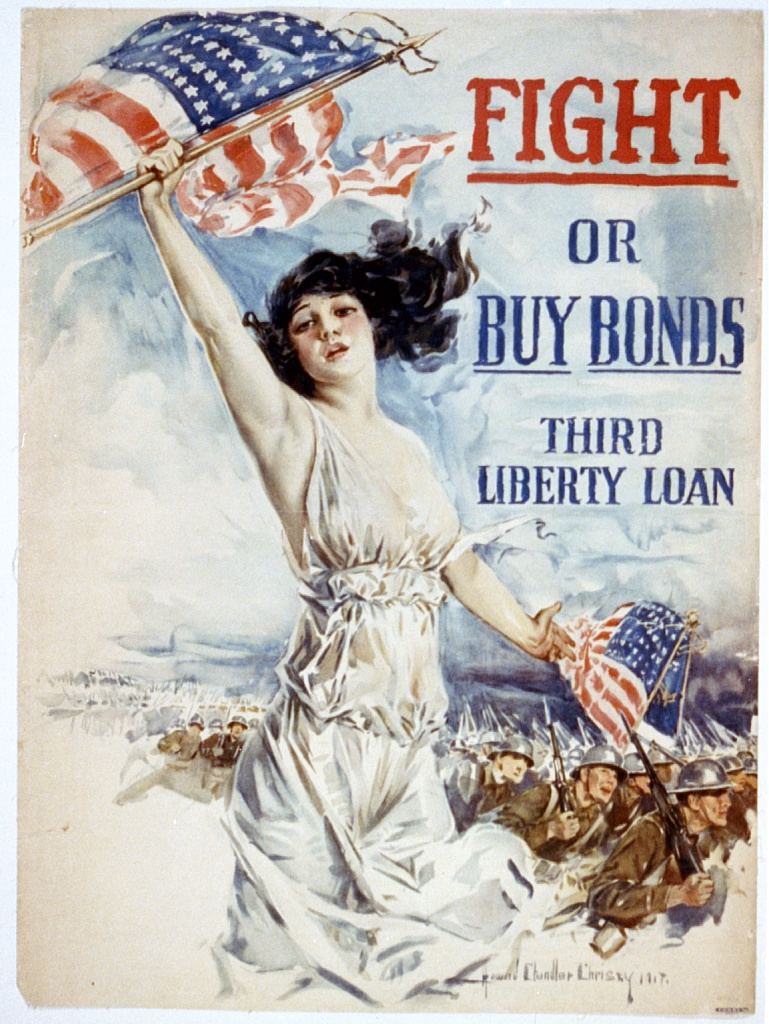 FIGHT
OR
BUY BONDS
THIRD
LIBERTY LOAN
Howard Chandler Christy 1917.